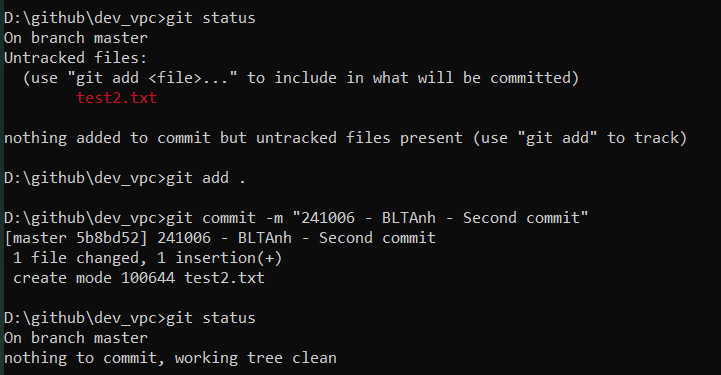 D:\github\dev_vpc>git status
On branch master
Untracked files:
  (use "git add <file>..." to include in what will be committed)
        test2.txt
nothing added to commit but untracked files present (use "git add" to track)
D:\github\dev_vpc>git add .
D:\github\dev_vpc>git commit -m "241006 - BLTAnh - Second commit"
[master 5b8bd52] 241006 - BLTAnh - Second commit
 1 file changed, 1 insertion(+)
 create mode 100644 test2.txt
D:\github\dev_vpc>git status
On branch master
nothing to commit, working tree clean